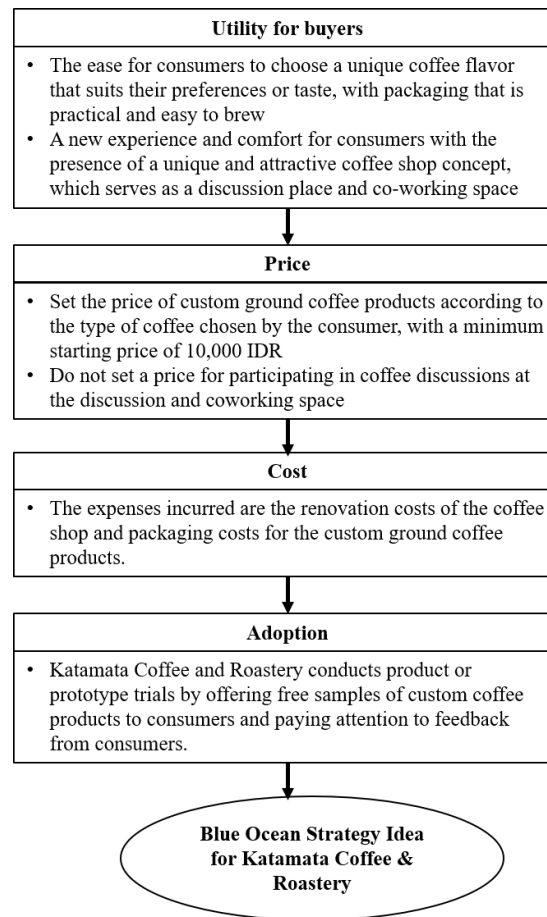 Utility for buyers
• The ease for consumers to choose a unique coffee flavor
that suits their preferences or taste, with packaging that is
practical and easy to brew
• A new experience and comfort for consumers with the
presence of a unique and attractive coffee shop concept,
which serves as a discussion place and co-working space
Price
• Set the price of custom ground coffee products according to
the type of coffee chosen by the consumer, with a minimum
starting price of 10,000 IDR
• Do not set a price for participating in coffee discussions at
the discussion and coworking space
Cost
• The expenses incurred are the renovation costs of the coffee
shop and packaging costs for the custom ground coffee
products.
Adoption
• Katamata Coffee and Roastery conducts product or
prototype trials by offering free samples of custom coffee
products to consumers and paying attention to feedback
from consumers.
Blue Ocean Strategy Idea
for Katamata Coffee &
Roastery